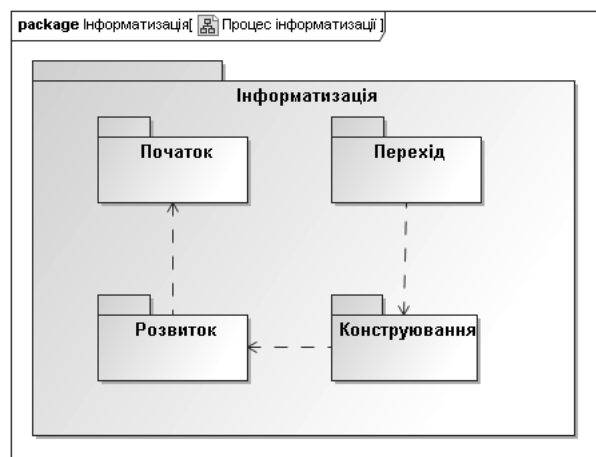 package Інформатизація[ Процес інформатизації ]
Інформатизація
Початок
Перехід
Розвиток
Конструювання